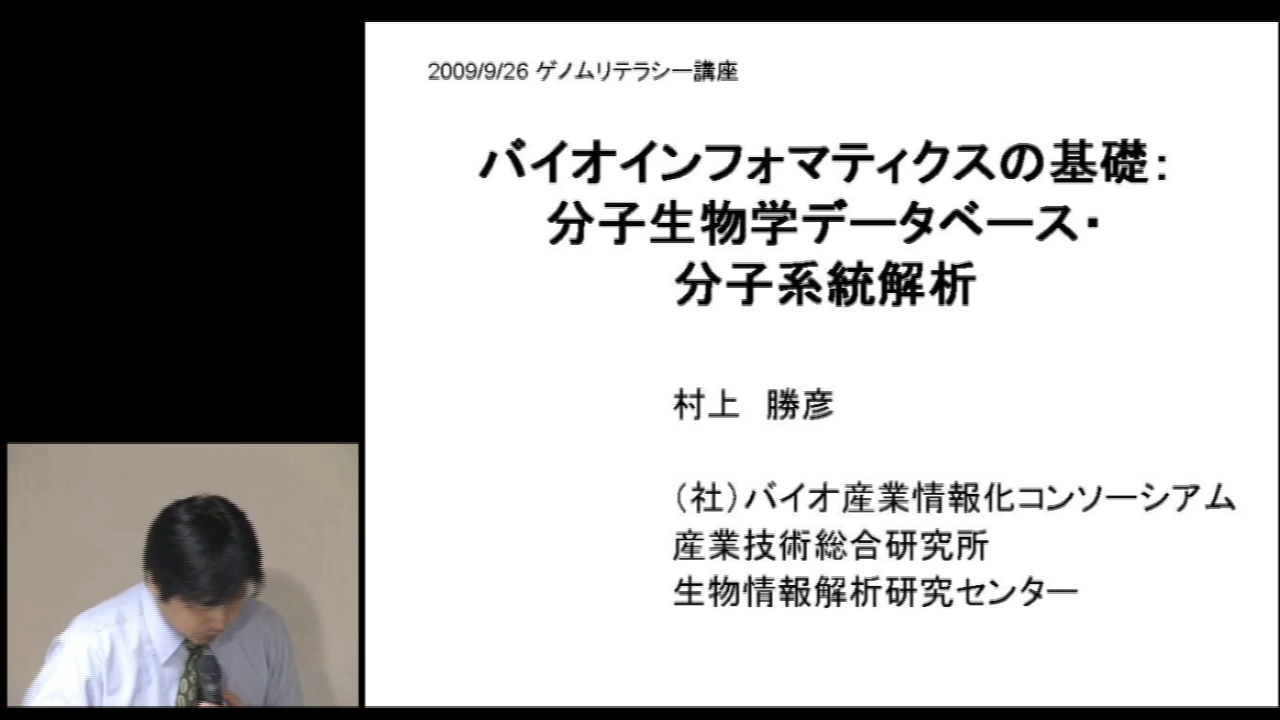 2009/9/26 ゲノムリテラシー講座
バイオインフォマティクスの基礎:
分子生物学データベース・
分子系統解析
村上　勝彦
(社)バイオ産業情報化コンソーシアム
産業技術総合研究所
生物情報解析研究センター